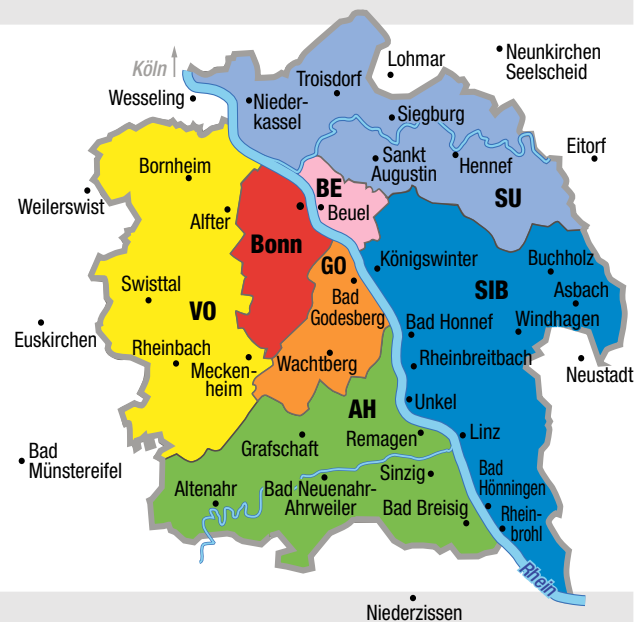 Köln
Lohmar
Neunkirchen
Seelscheid
Troisdorf
Wesseling
Nieder-
kassel
Siegburg
Eitorf
Bornheim
Sankt
Augustin
Hennef
BE
SU
Weilerswist
Alfter
Beuel
Bonn
GO
Königswinter
Buchholz
Swisttal
VO
Bad
Godesberg
SIB
Asbach
Windhagen
Euskirchen
Bad Honnef
Rheinbach
Mecken-
heim
Wachtberg
Rheinbreitbach
Neustadt
AH
Unkel
Grafschaft
Remagen
Linz
Bad
Münstereifel
Sinzig
Bad
Hönningen
Altenahr
Bad Neuenahr-
Ahrweiler
Bad Breisig
Rhein-
brohl
Rhein
Niederzissen